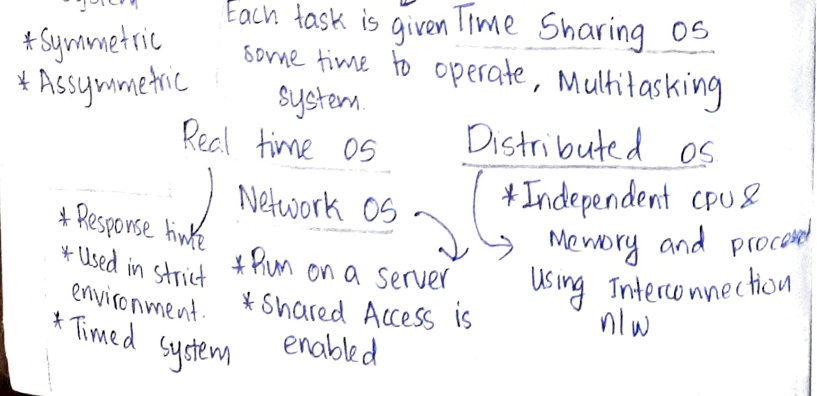 system
* Symmetric
* Assymmetric
Time Sharing OS
Each task is given
some time to operate, Multitasking
system.
Real time OS
* Response time
* Used in strict
environment.
* Timed system
Network OS
* Run on a server
* Shared Access is
enabled
Distributed OS
* Independent CPU &
Memory and
Using Interconnection
n/w